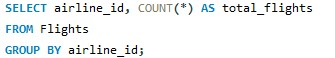 SELECT airline_id, COUNT(*) AS total_flights
FROM Flights
GROUP BY airline_id;